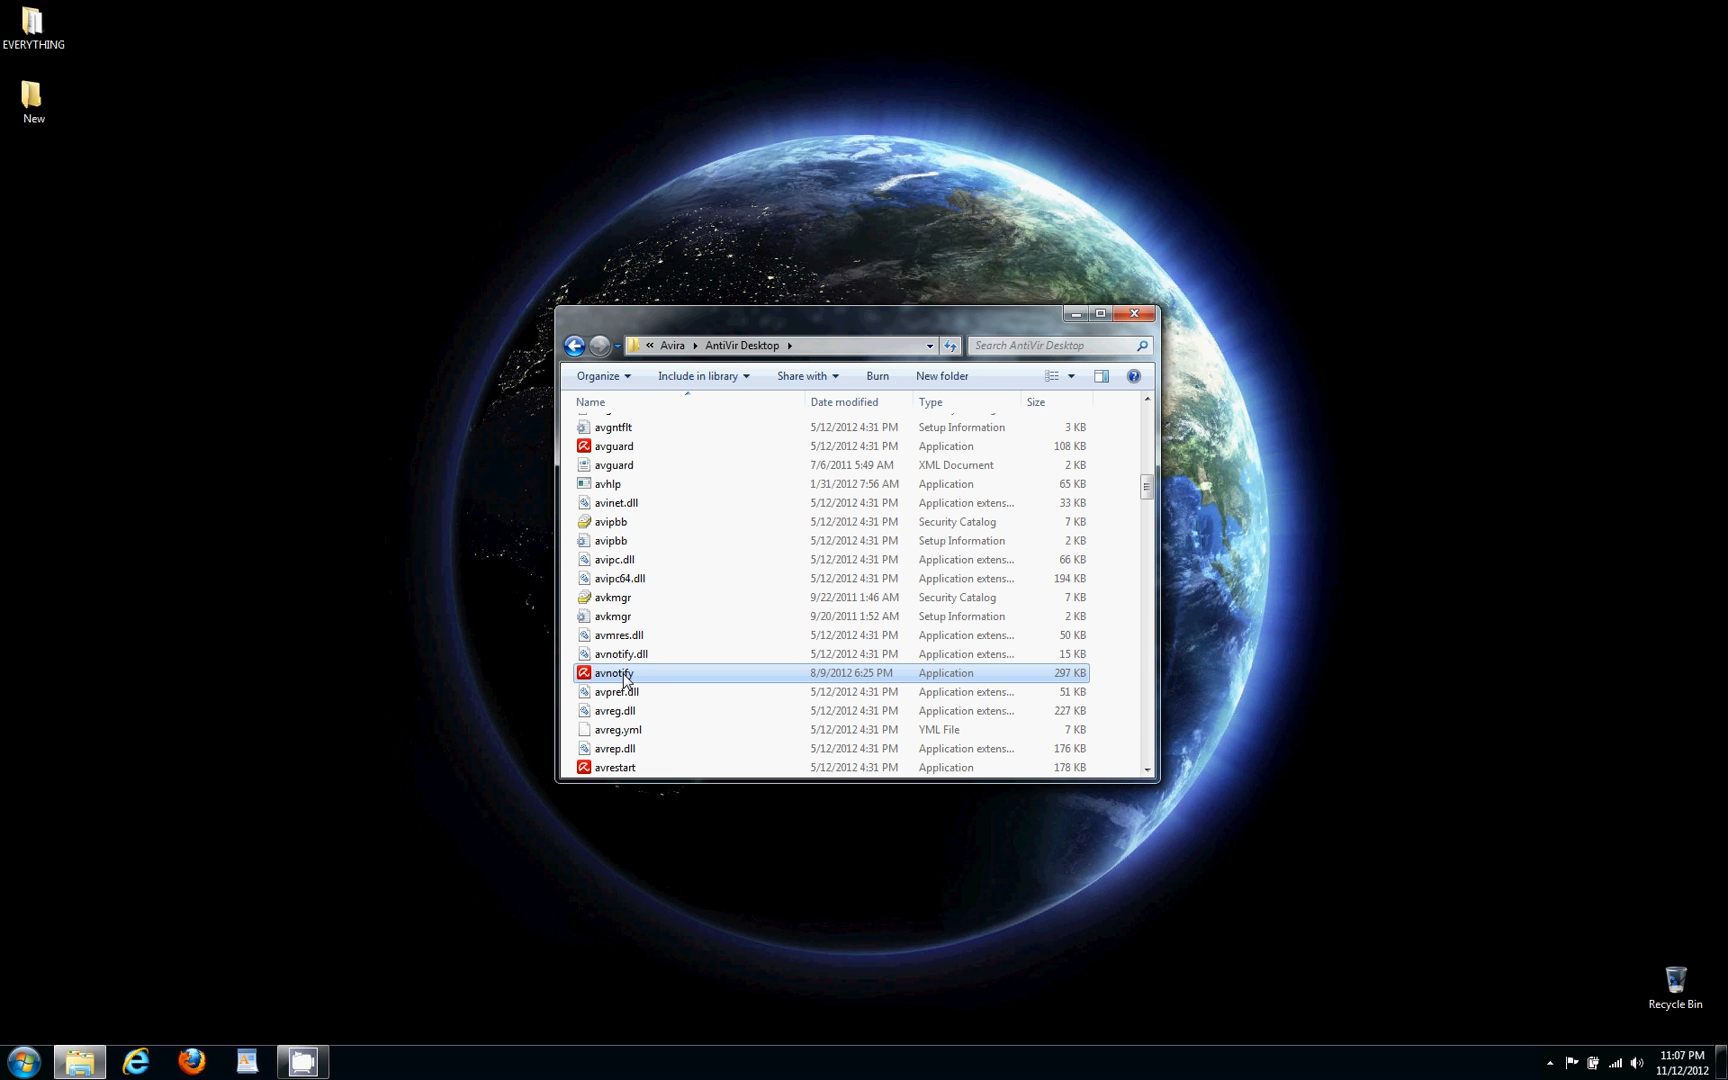 EVERYTHING
New
« Avira ▸ AntiVir Desktop ▸
Search AntiVir Desktop
Organize Include in library Share with Burn New folder
Name Date modified Type Size
avgntflt 5/12/2012 4:31 PM Setup Information 3 KB
avguard 5/12/2012 4:31 PM Application 108 KB
avguard 7/6/2011 5:49 AM XML Document 2 KB
avhlp 1/31/2012 7:56 AM Application 65 KB
avinet.dll 5/12/2012 4:31 PM Application extens... 33 KB
avipbb 5/12/2012 4:31 PM Security Catalog 7 KB
avipbb 5/12/2012 4:31 PM Setup Information 2 KB
avipc.dll 5/12/2012 4:31 PM Application extens... 66 KB
avipc64.dll 5/12/2012 4:31 PM Application extens... 194 KB
avkmgr 9/22/2011 1:46 AM Security Catalog 7 KB
avkmgr 9/20/2011 1:52 AM Setup Information 2 KB
avmres.dll 5/12/2012 4:31 PM Application extens... 50 KB
avnotify.dll 5/12/2012 4:31 PM Application extens... 15 KB
avnotify 8/9/2012 6:25 PM Application 297 KB
avpref.dll 5/12/2012 4:31 PM Application extens... 51 KB
avreg.dll 5/12/2012 4:31 PM Application extens... 227 KB
avreg.yml 5/12/2012 4:31 PM YML File 7 KB
avrep.dll 5/12/2012 4:31 PM Application extens... 176 KB
avrestart 5/12/2012 4:31 PM Application 178 KB
Recycle Bin
11:07 PM
11/12/2012